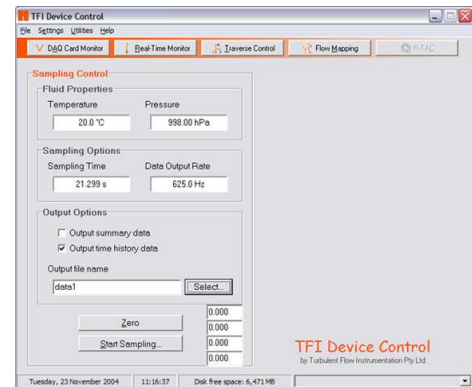 TFI Device Control
File Settings Utilities Help
DAQ Card Monitor Real-Time Monitor Traverse Control Flow Mapping R-TAC
Sampling Control
Fluid Properties
Temperature Pressure
20.0 °C 998.00 hPa
Sampling Options
Sampling Time Data Output Rate
21.299 s 625.0 Hz
Output Options
Output summary data
Output time history data
Output file name
data1 Select...
0.000
Zero 0.000
Start Sampling... 0.000
0.000
TFI Device Control
by Turbulent Flow Instrumentation Pty Ltd
Tuesday, 23 November 2004 11:16:37 Disk free space: 6,471 MB